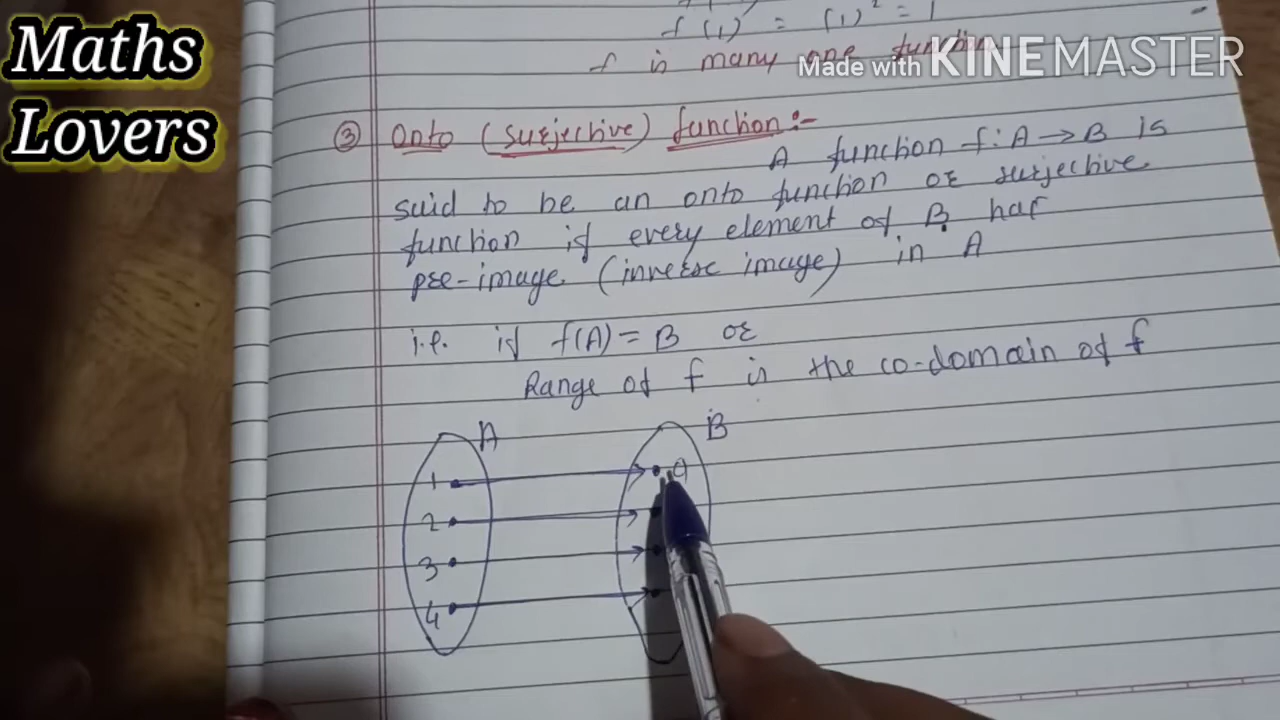 Maths
Lovers
f(1) = (1)² = 1
f is many one function
Made with KINEMASTER
③ Onto (surjective) function:-
A function f: A → B is
said to be an onto function or surjective
function if every element of B has
pre-image (inverse image) in A
i.e. if f(A) = B or
Range of f is the co-domain of f
A B
1 a
2
3
4